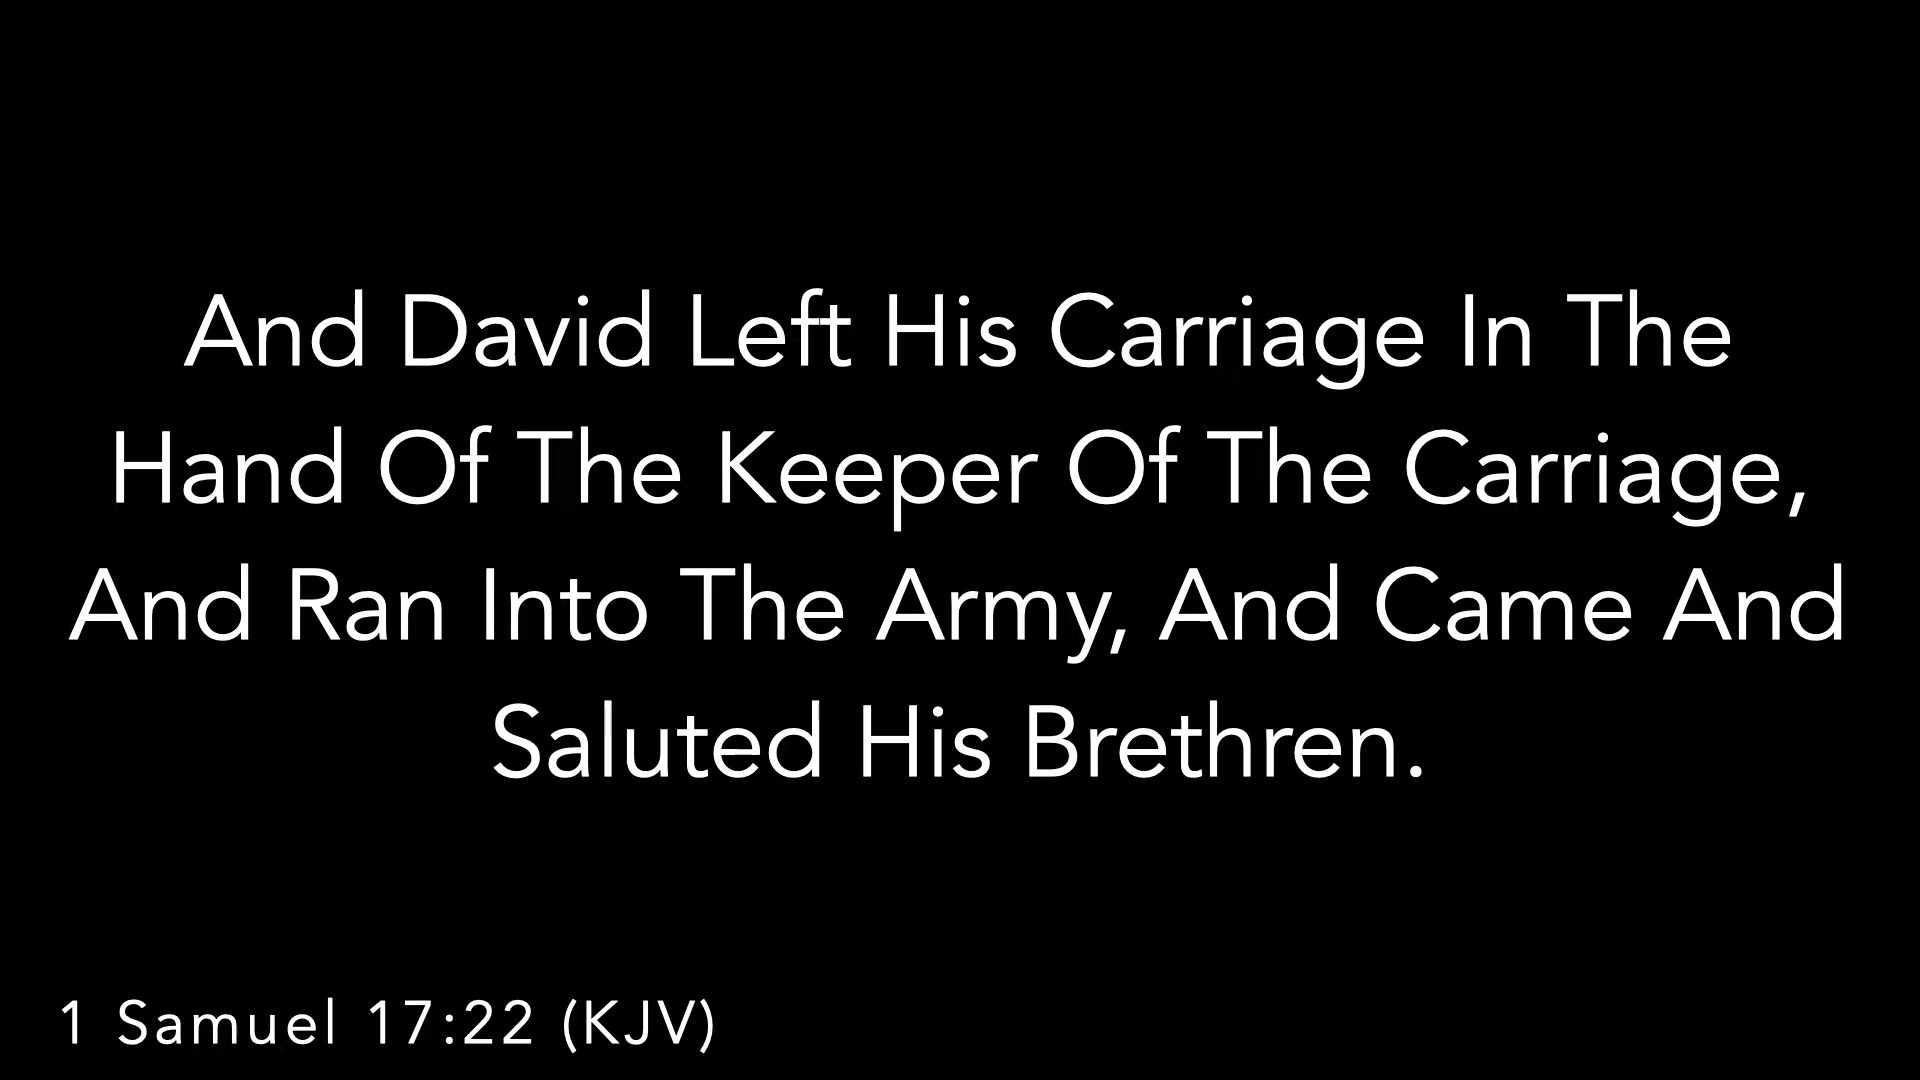 And David Left His Carriage In The
Hand Of The Keeper Of The Carriage,
And Ran Into The Army, And Came And
Saluted His Brethren.
1 Samuel 17:22 (KJV)